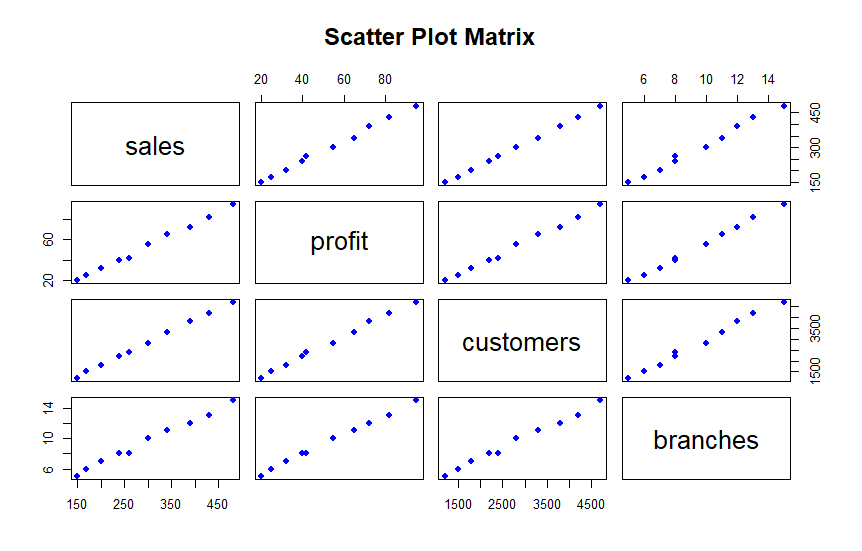 Scatter Plot Matrix
20 40 60 80
6 8 10 12 14
sales
150 300 450
20 60
profit
customers
1500 3500
6 10 14
branches
150 250 350 450
1500 2500 3500 4500